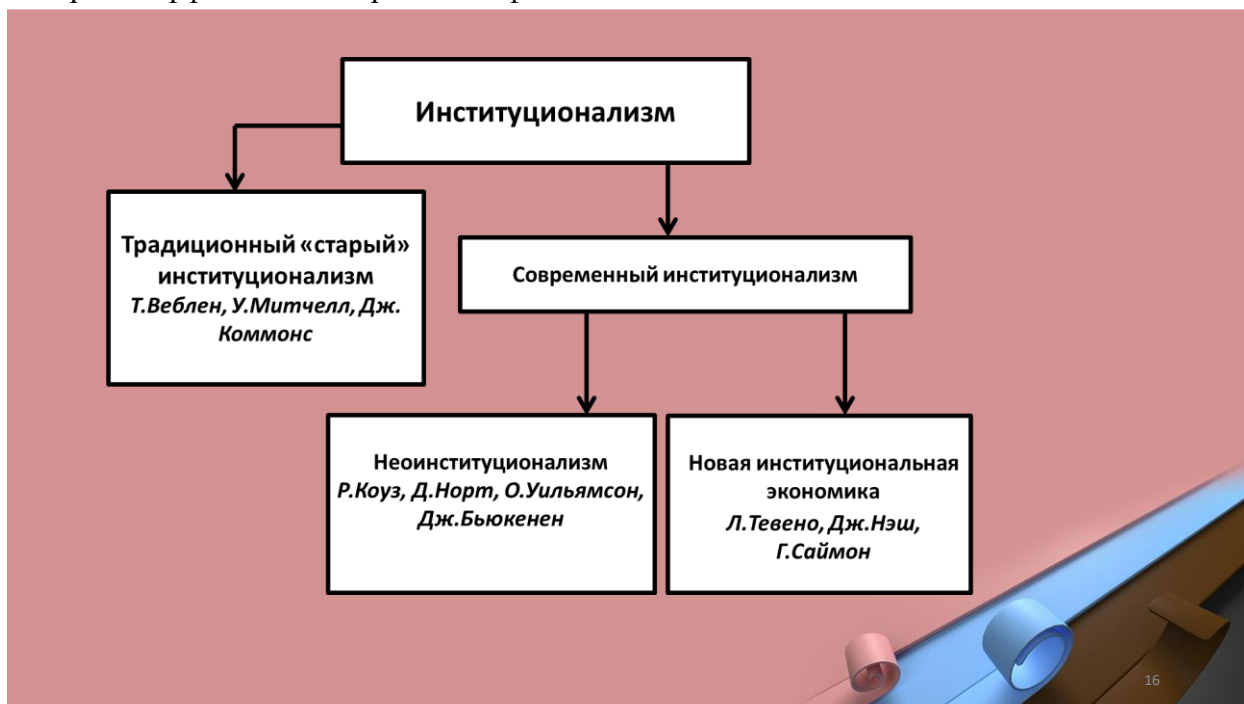 Институционализм
Традиционный «старый»
институционализм
Т.Веблен, У.Митчелл, Дж.
Коммонс
Современный институционализм
Неоинституционализм
Р.Коуз, Д.Норт, О.Уильямсон,
Дж.Бьюкенен
Новая институциональная
экономика
Л.Тевено, Дж.Нэш,
Г.Саймон
16